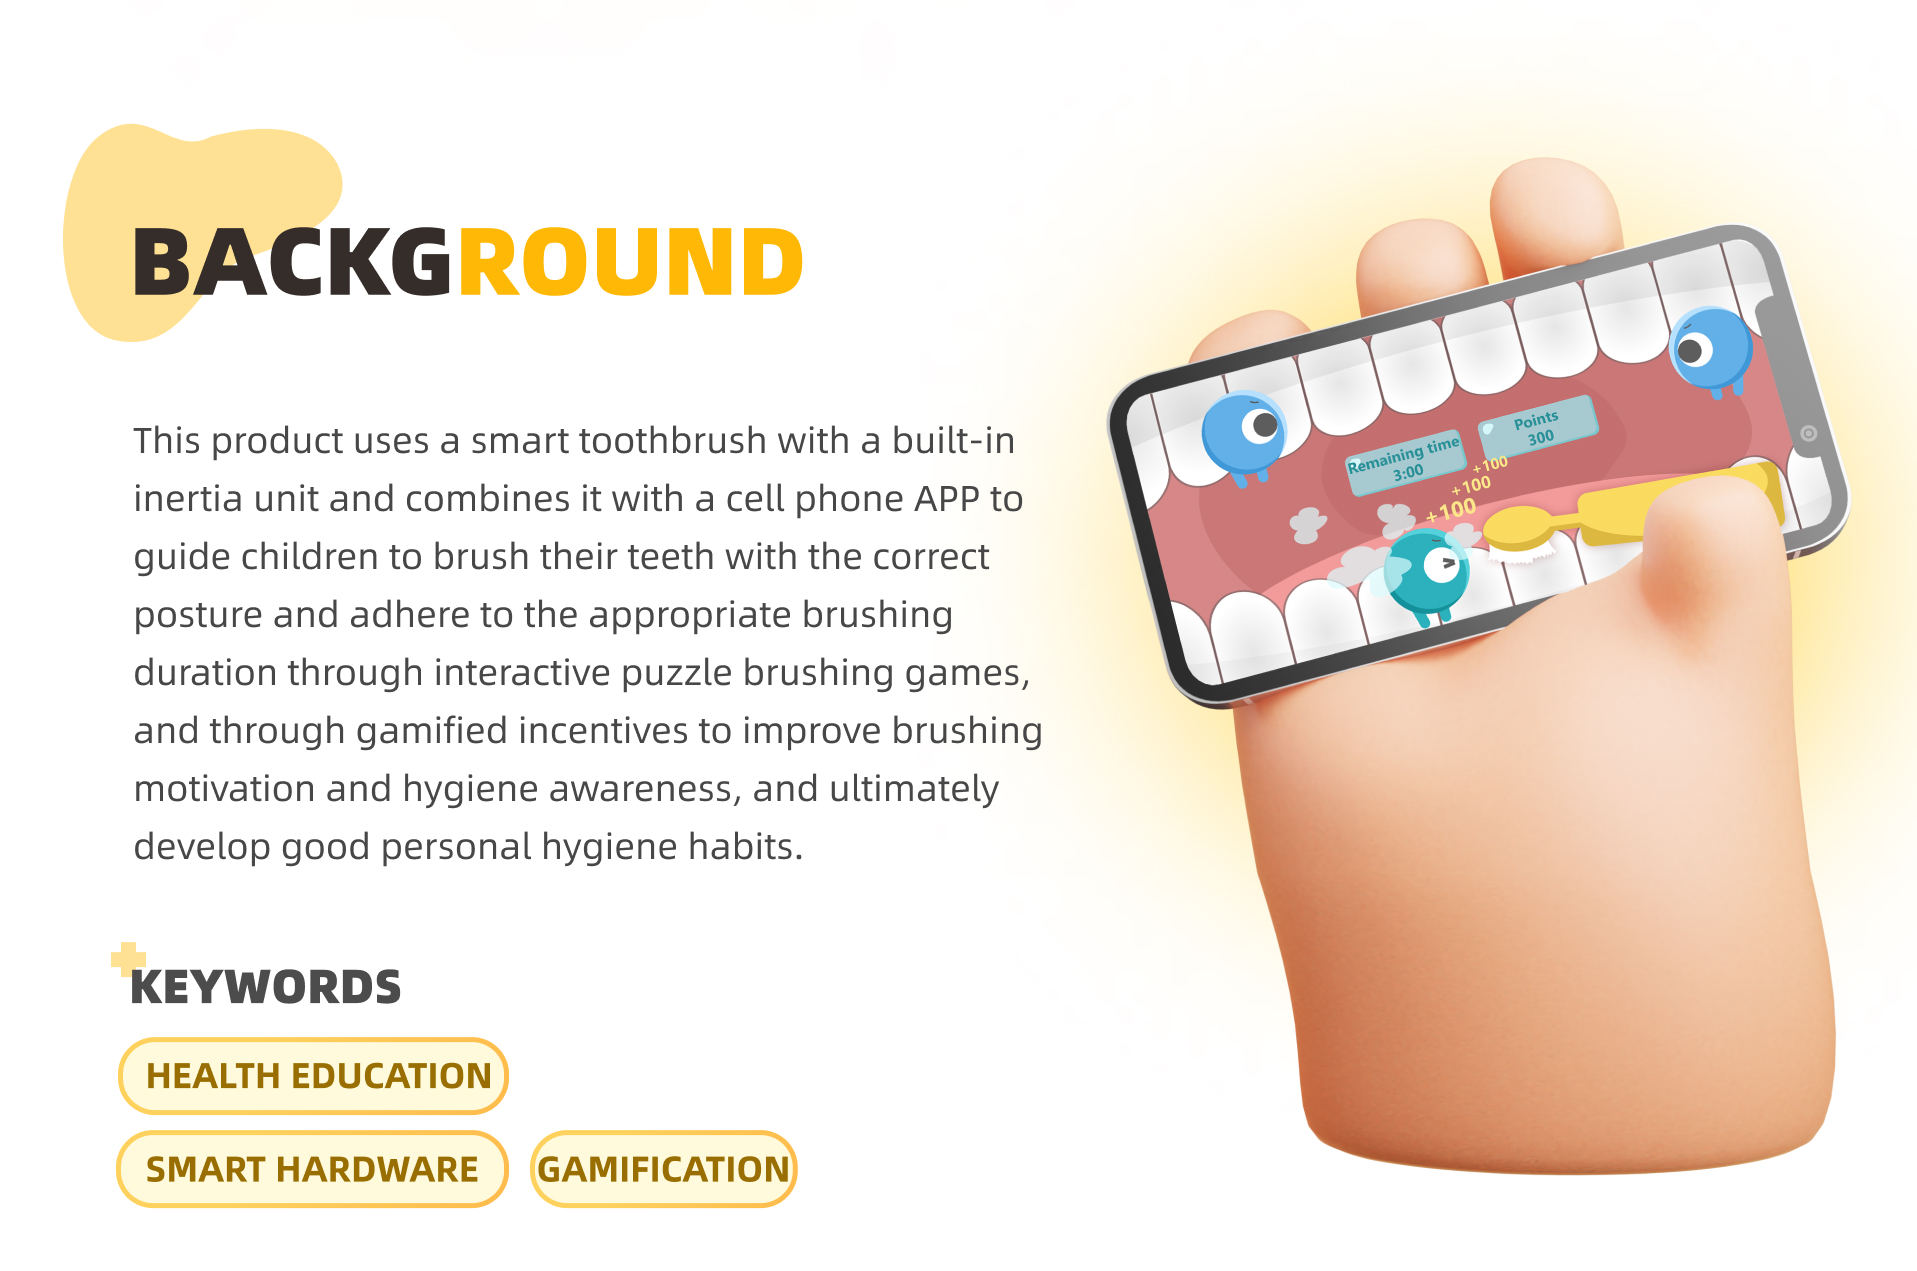 BACKGROUND
This product uses a smart toothbrush with a built-in
inertia unit and combines it with a cell phone APP to
guide children to brush their teeth with the correct
posture and adhere to the appropriate brushing
duration through interactive puzzle brushing games,
and through gamified incentives to improve brushing
motivation and hygiene awareness, and ultimately
develop good personal hygiene habits.
KEYWORDS
HEALTH EDUCATION
SMART HARDWARE
GAMIFICATION
Remaining time
3:00
Points
300
+100
+100
+100